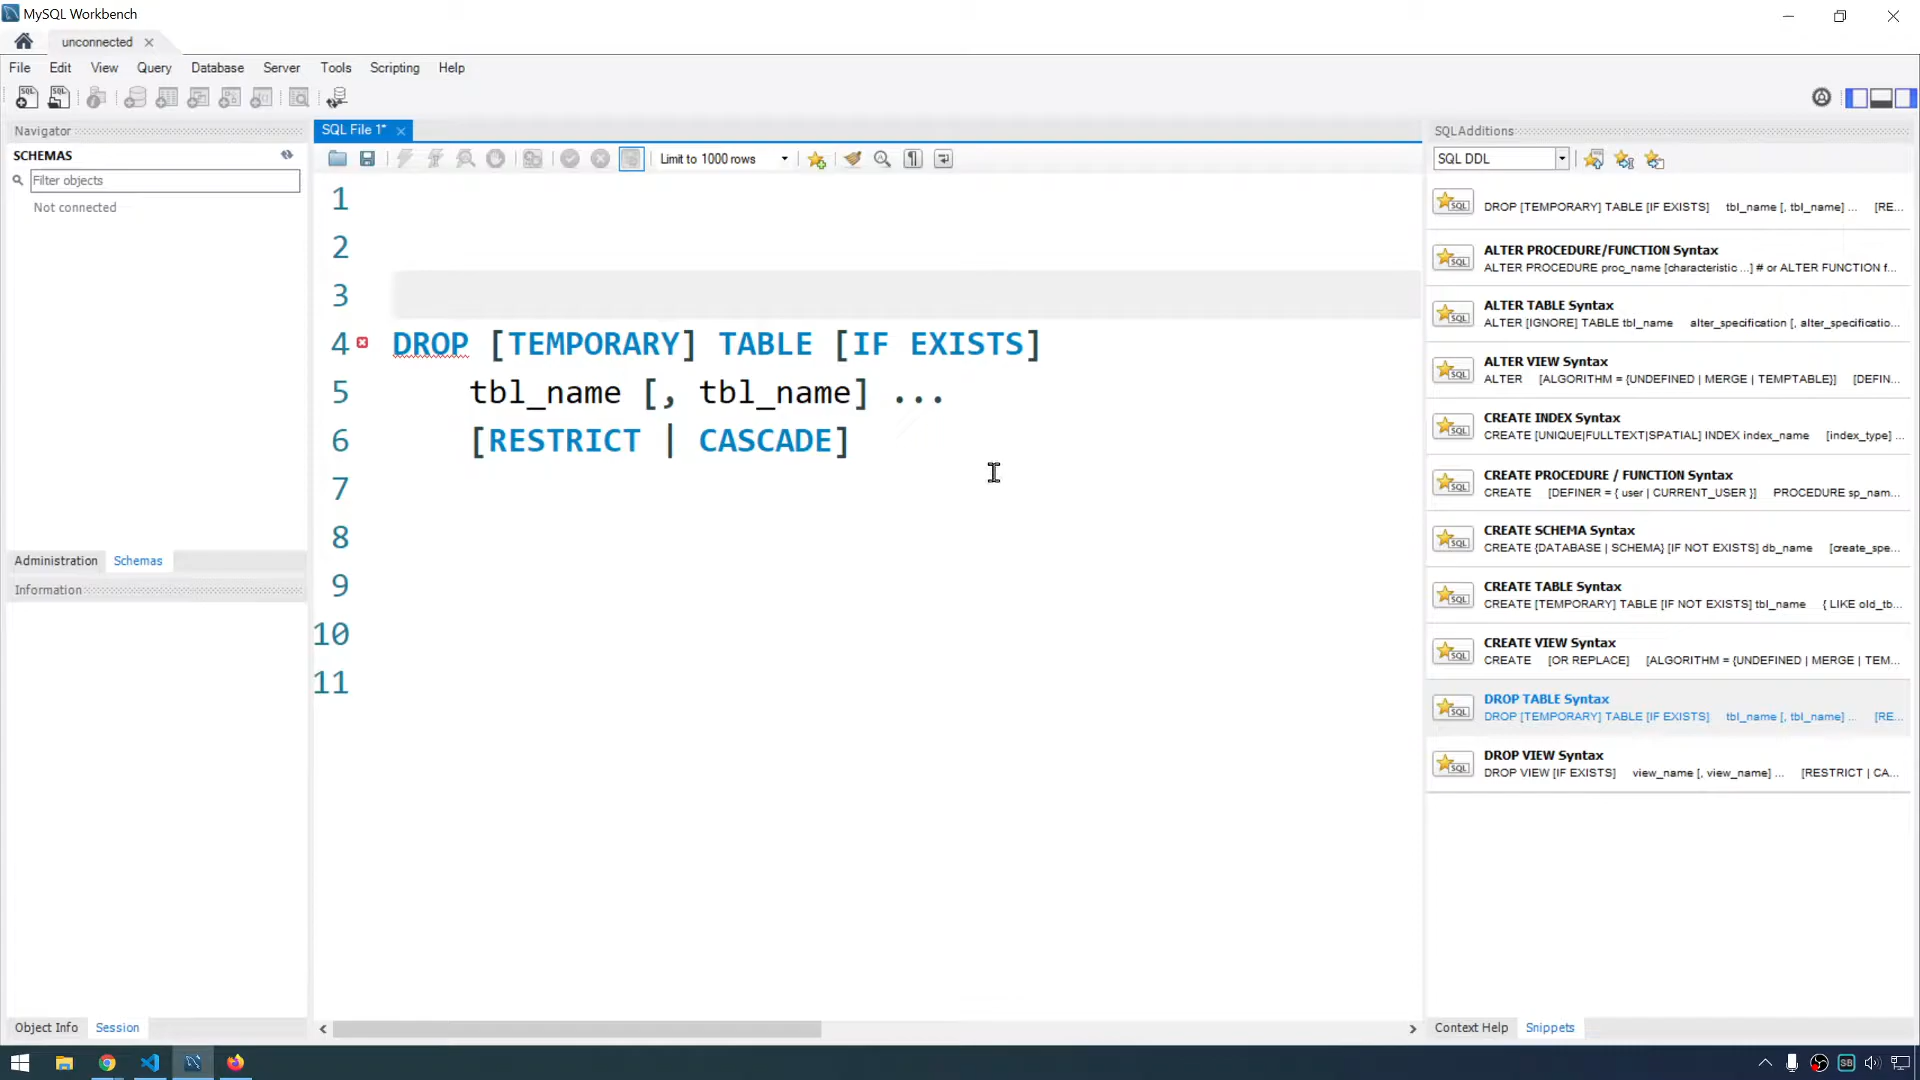 MySQL Workbench
unconnected
File Edit View Query Database Server Tools Scripting Help
Navigator
SCHEMAS
Filter objects
Not connected
Administration Schemas
Information
Object Info Session
SQL File 1*
Limit to 1000 rows
1
2
3
4 DROP [TEMPORARY] TABLE [IF EXISTS]
5 tbl_name [, tbl_name] ...
6 [RESTRICT | CASCADE]
7
8
9
10
11
SQLAdditions
SQL DDL
DROP [TEMPORARY] TABLE [IF EXISTS] tbl_name [, tbl_name] ... [RE...
ALTER PROCEDURE/FUNCTION Syntax
ALTER PROCEDURE proc_name [characteristic ...] # or ALTER FUNCTION f...
ALTER TABLE Syntax
ALTER [IGNORE] TABLE tbl_name alter_specification [, alter_specificatio...
ALTER VIEW Syntax
ALTER [ALGORITHM = {UNDEFINED | MERGE | TEMPTABLE}] [DEFIN...
CREATE INDEX Syntax
CREATE [UNIQUE|FULLTEXT|SPATIAL] INDEX index_name [index_type] ...
CREATE PROCEDURE / FUNCTION Syntax
CREATE [DEFINER = { user | CURRENT_USER }] PROCEDURE sp_nam...
CREATE SCHEMA Syntax
CREATE {DATABASE | SCHEMA} [IF NOT EXISTS] db_name [create_spe...
CREATE TABLE Syntax
CREATE [TEMPORARY] TABLE [IF NOT EXISTS] tbl_name { LIKE old_tb...
CREATE VIEW Syntax
CREATE [OR REPLACE] [ALGORITHM = {UNDEFINED | MERGE | TEM...
DROP TABLE Syntax
DROP [TEMPORARY] TABLE [IF EXISTS] tbl_name [, tbl_name] ... [RE...
DROP VIEW Syntax
DROP VIEW [IF EXISTS] view_name [, view_name] ... [RESTRICT | CA...
Context Help Snippets